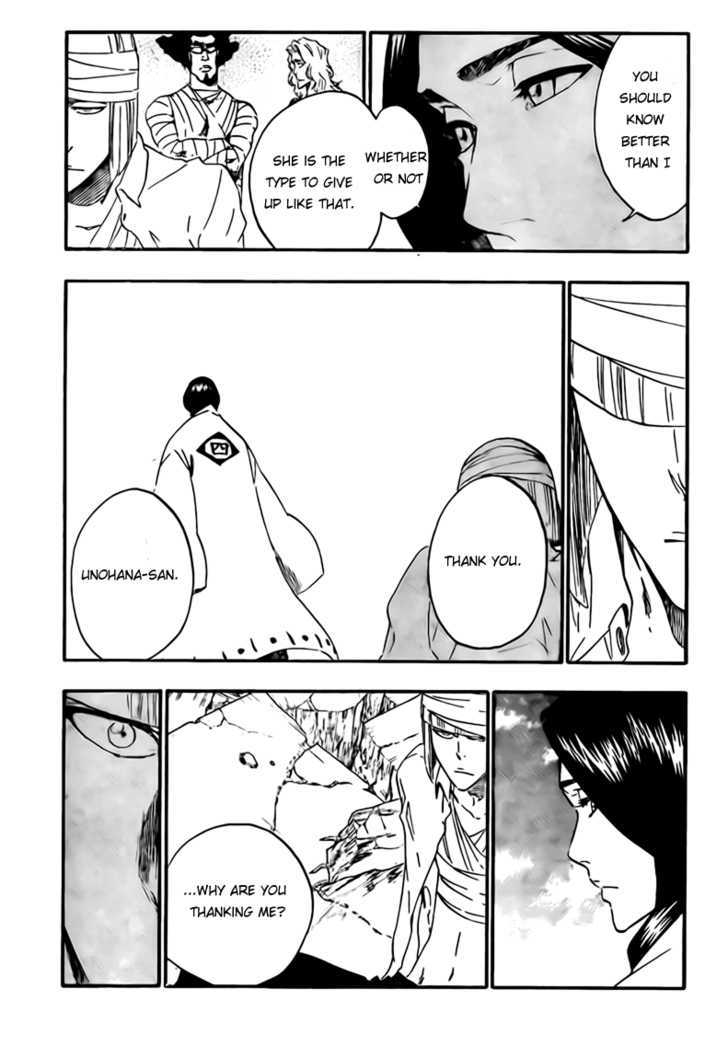 YOU
SHOULD
KNOW
BETTER
THAN I
WHETHER
OR NOT
SHE IS THE
TYPE TO GIVE
UP LIKE THAT.
THANK YOU.
四
UNOHANA-SAN.
...WHY ARE YOU
THANKING ME?